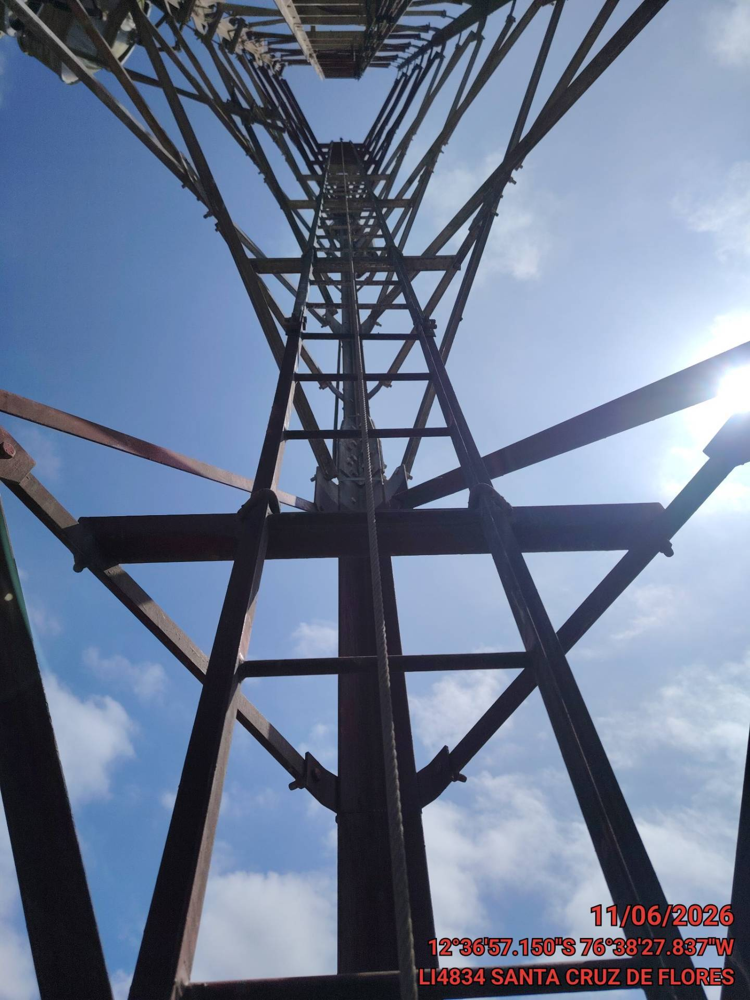 11/06/2026
12°36'57.150"S 76°38'27.837"W
LI4834 SANTA CRUZ DE FLORES